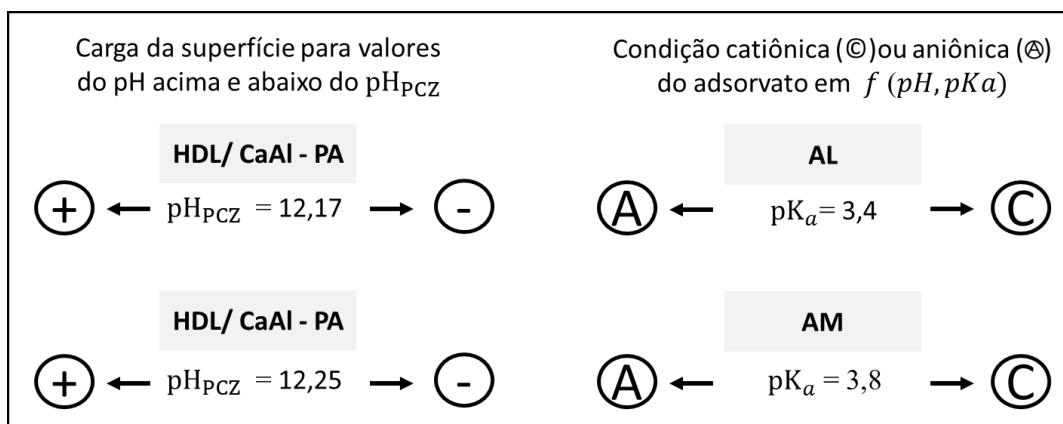 Carga da superfície para valores
do pH acima e abaixo do pH_PCZ
HDL/ CaAl - PA
+ ← pH_PCZ = 12,17 → -
HDL/ CaAl - PA
+ ← pH_PCZ = 12,25 → -
Condição catiônica (©)ou aniônica (Ⓐ)
do adsorvato em f (pH, pKa)
AL
A ← pK_a= 3,4 → C
AM
A ← pK_a = 3,8 → C